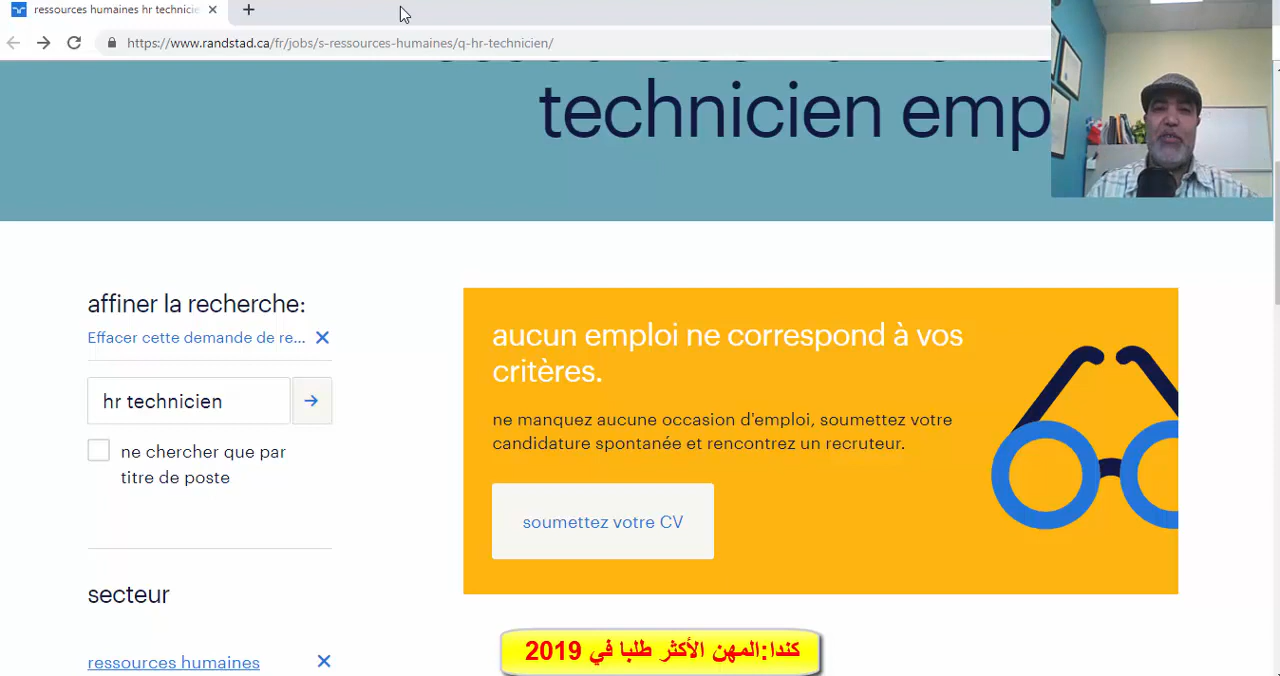 ressources humaines hr technicie
https://www.randstad.ca/fr/jobs/s-ressources-humaines/q-hr-technicien/
technicien emp
affiner la recherche:
Effacer cette demande de re...
hr technicien
ne chercher que par
titre de poste
secteur
ressources humaines
aucun emploi ne correspond à vos
critères.
ne manquez aucune occasion d'emploi, soumettez votre
candidature spontanée et rencontrez un recruteur.
soumettez votre CV
كندا:المهن الأكثر طلبا في 2019